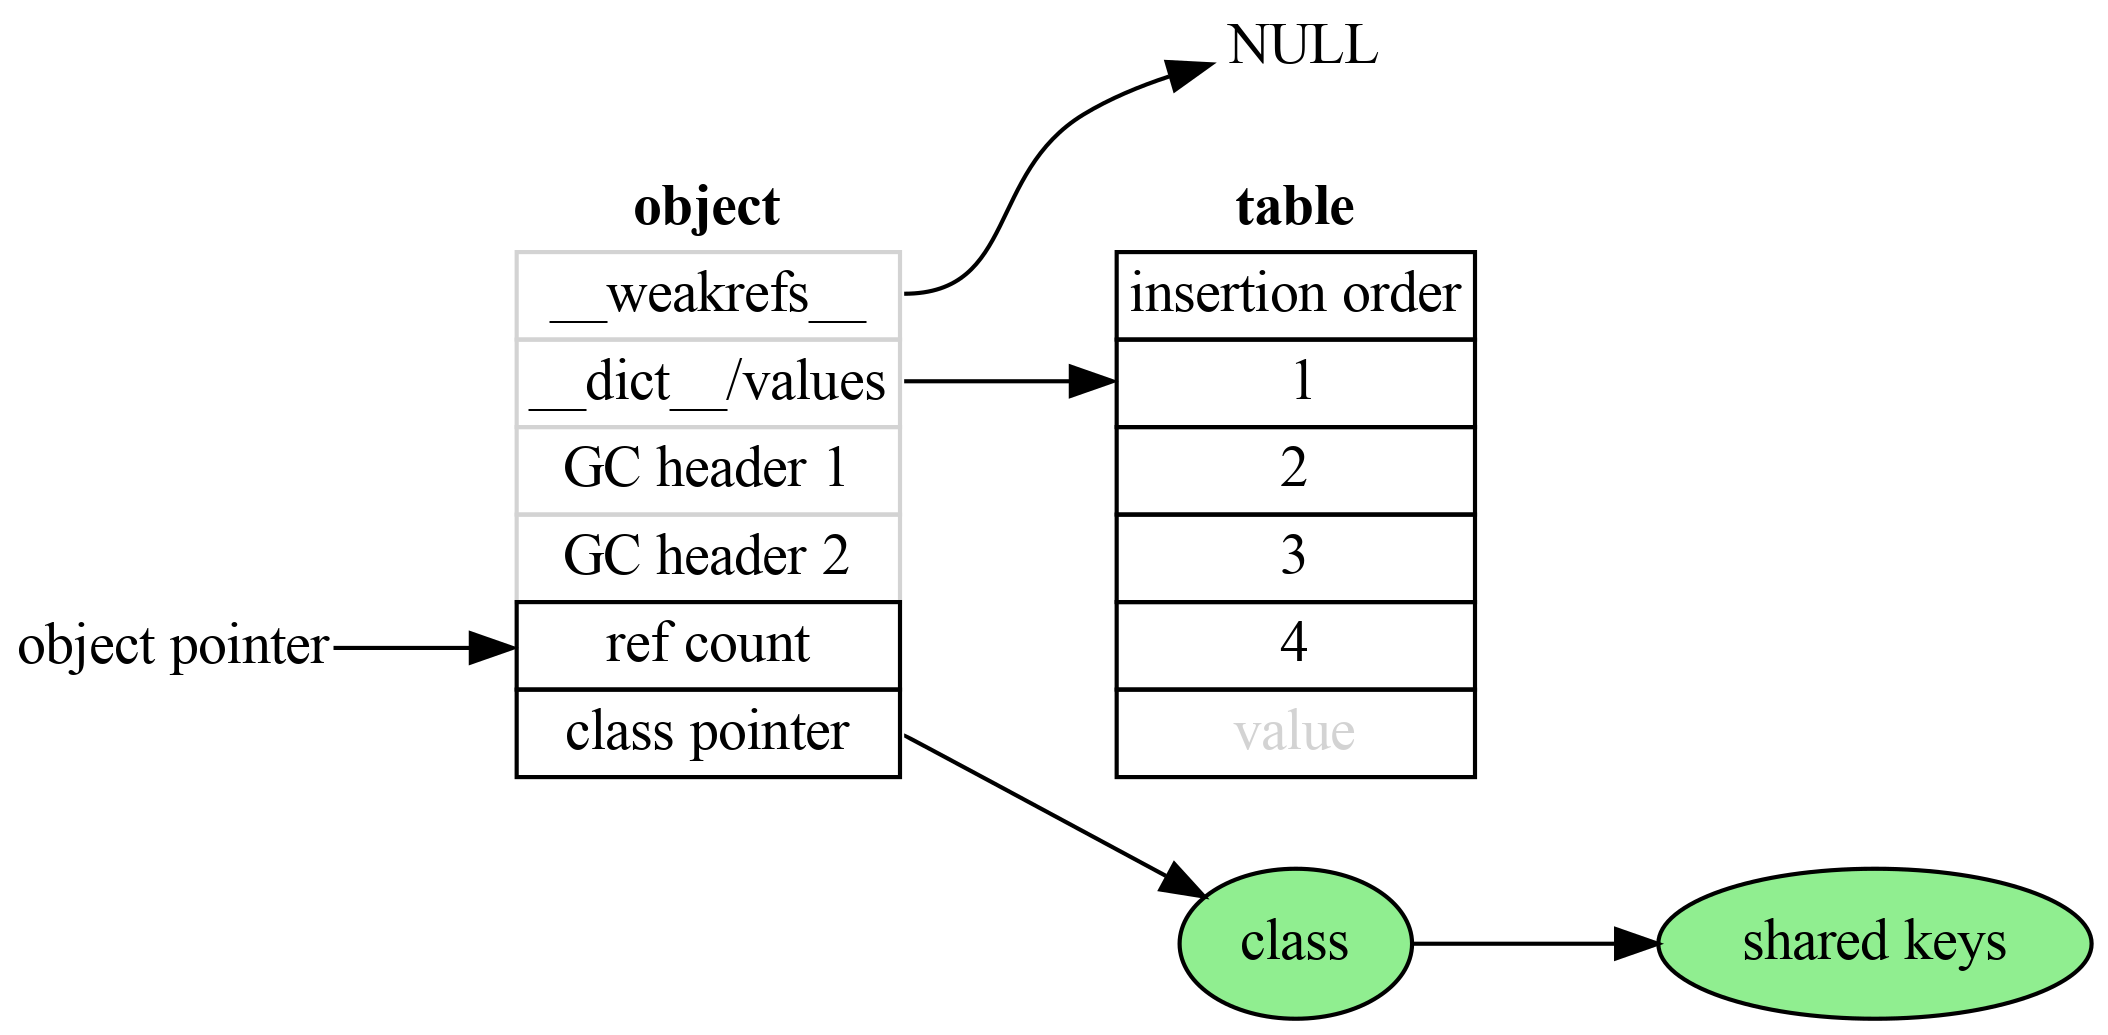 NULL
object
__weakrefs__
__dict__/values
GC header 1
GC header 2
ref count
class pointer
object pointer
table
insertion order
1
2
3
4
value
class
shared keys